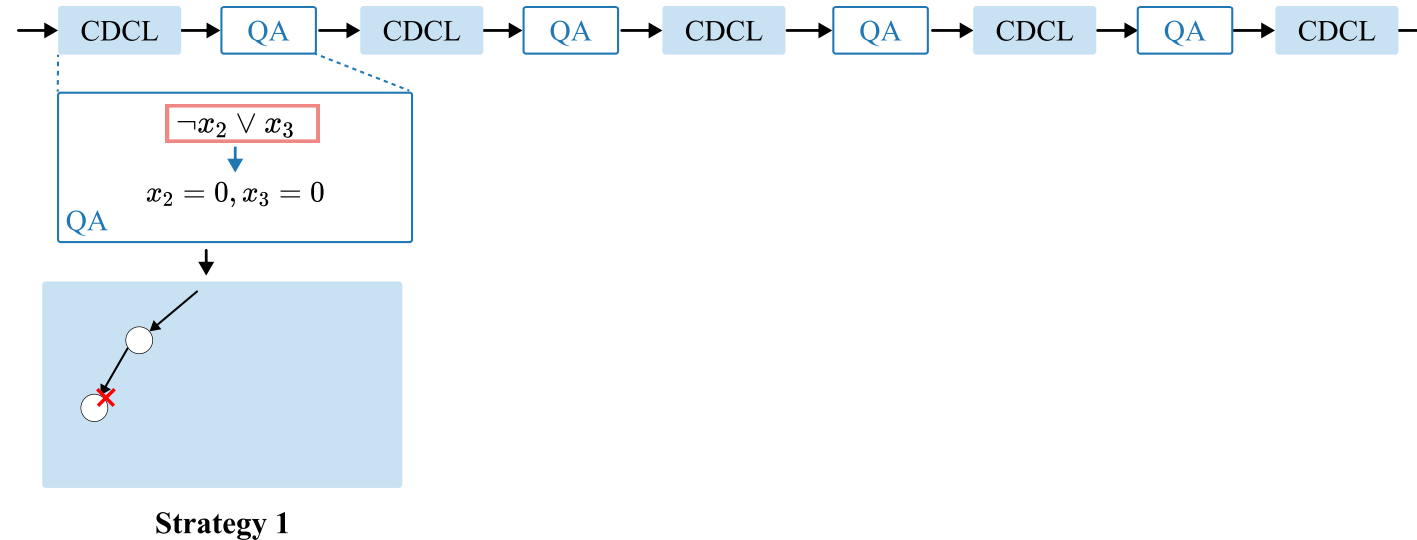 CDCL QA CDCL QA CDCL QA CDCL QA CDCL
¬x₂ ∨ x₃
x₂ = 0, x₃ = 0
QA
Strategy 1